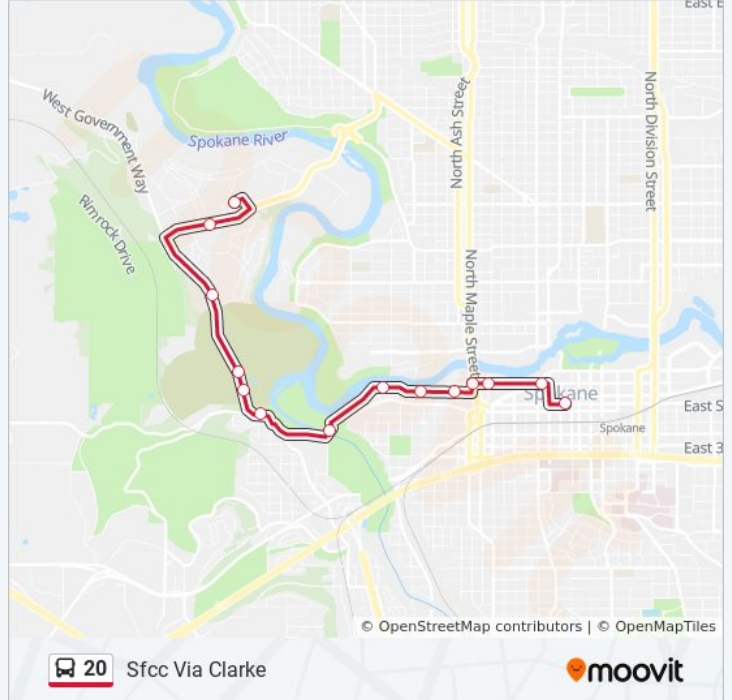 East E
West Government Way
Spokane River
North Ash Street
North Division Street
Rimrock Drive
North Maple Street
Spokane
East S
Spokane
East 3
© OpenStreetMap contributors | © OpenMapTiles
20 Sfcc Via Clarke
moovit